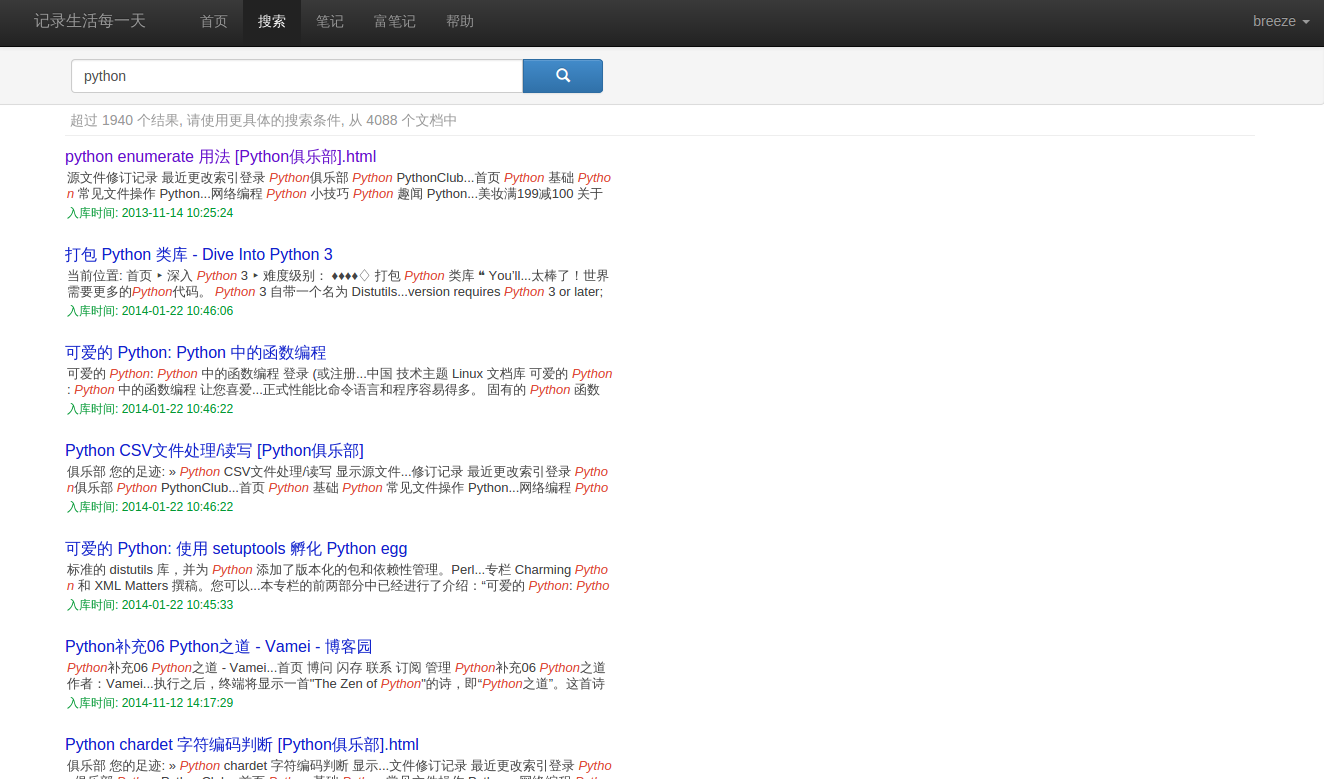 记录生活每一天 首页 搜索 笔记 富笔记 帮助 breeze
python
超过 1940 个结果, 请使用更具体的搜索条件, 从 4088 个文档中
python enumerate 用法 [Python俱乐部].html
源文件修订记录 最近更改索引登录 Python俱乐部 Python PythonClub...首页 Python 基础 Pytho
n 常见文件操作 Python...网络编程 Python 小技巧 Python 趣闻 Python...美妆满199减100 关于
入库时间: 2013-11-14 10:25:24
打包 Python 类库 - Dive Into Python 3
当前位置: 首页 ‣ 深入 Python 3 ‣ 难度级别： ♦♦♦♦♢ 打包 Python 类库 ❝ You’ll...太棒了！世界
需要更多的Python代码。 Python 3 自带一个名为 Distutils...version requires Python 3 or later;
入库时间: 2014-01-22 10:46:06
可爱的 Python: Python 中的函数编程
可爱的 Python: Python 中的函数编程 登录 (或注册...中国 技术主题 Linux 文档库 可爱的 Python
: Python 中的函数编程 让您喜爱...正式性能比命令语言和程序容易得多。 固有的 Python 函数
入库时间: 2014-01-22 10:46:22
Python CSV文件处理/读写 [Python俱乐部]
俱乐部 您的足迹: » Python CSV文件处理/读写 显示源文件...修订记录 最近更改索引登录 Pytho
n俱乐部 Python PythonClub...首页 Python 基础 Python 常见文件操作 Python...网络编程 Pytho
入库时间: 2014-01-22 10:46:22
可爱的 Python: 使用 setuptools 孵化 Python egg
标准的 distutils 库，并为 Python 添加了版本化的包和依赖性管理。Perl...专栏 Charming Pytho
n 和 XML Matters 撰稿。您可以...本专栏的前两部分中已经进行了介绍：“可爱的 Python: Pytho
入库时间: 2014-01-22 10:45:33
Python补充06 Python之道 - Vamei - 博客园
Python补充06 Python之道 - Vamei...首页 博问 闪存 联系 订阅 管理 Python补充06 Python之道
作者：Vamei...执行之后，终端将显示一首"The Zen of Python"的诗，即“Python之道”。这首诗
入库时间: 2014-11-12 14:17:29
Python chardet 字符编码判断 [Python俱乐部].html
俱乐部 您的足迹: » Python chardet 字符编码判断 显示...文件修订记录 最近更改索引登录 Pytho